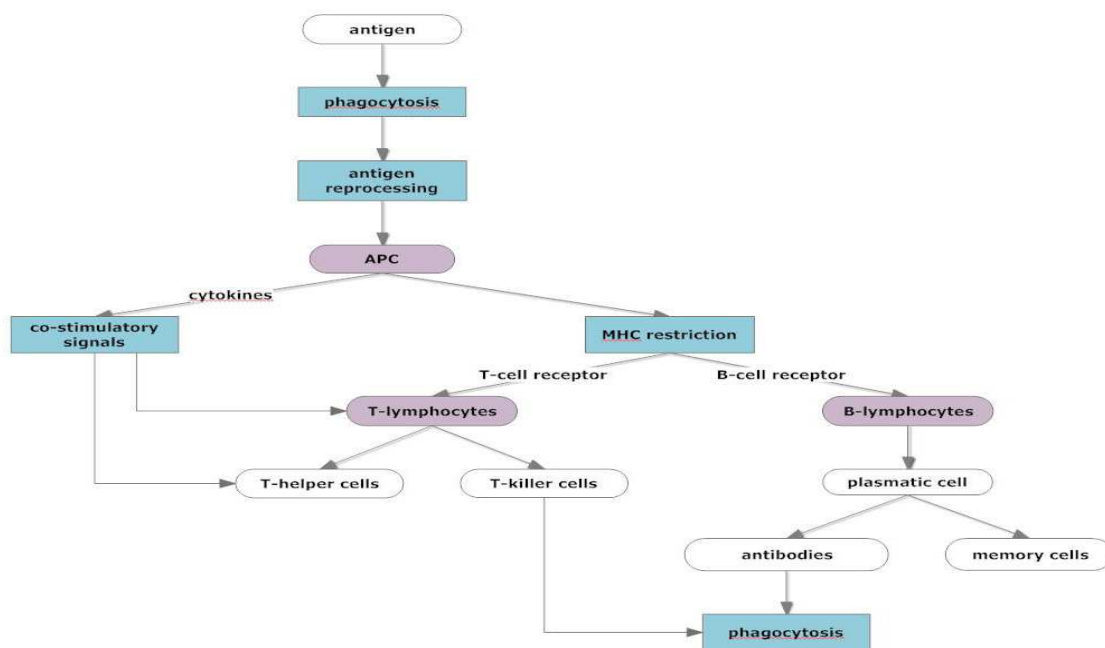 antigen
phagocytosis
antigen
reprocessing
APC
cytokines
co-stimulatory
signals
MHC restriction
T-cell receptor
B-cell receptor
T-lymphocytes
B-lymphocytes
T-helper cells
T-killer cells
plasmatic cell
antibodies
memory cells
phagocytosis